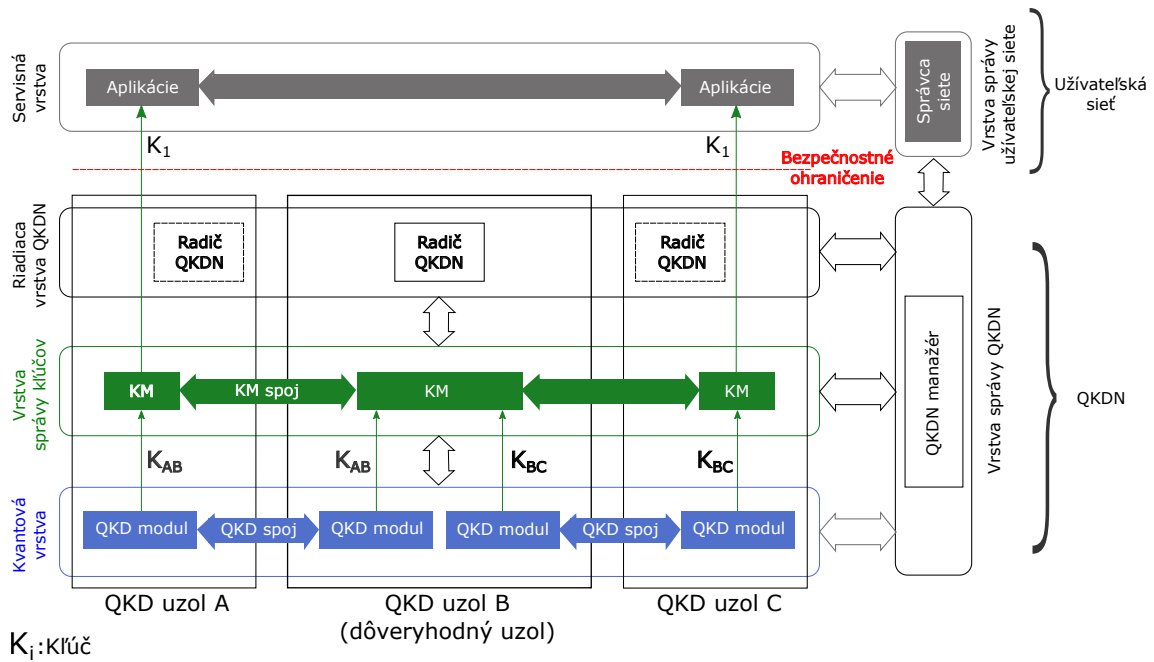 Servisná
vrstva
Aplikácie
Aplikácie
Správca
siete
Vrstva správy
užívateľskej siete
Užívateľská
sieť
K1
K1
Bezpečnostné
ohraničenie
Riadiaca
vrstva QKDN
Radič
QKDN
Radič
QKDN
Radič
QKDN
Vrstva
správy kľúčov
KM
KM spoj
KM
KM
QKDN manažér
Vrstva správy QKDN
QKDN
KAB
KAB
KBC
KBC
Kvantová
vrstva
QKD modul
QKD spoj
QKD modul
QKD modul
QKD spoj
QKD modul
QKD uzol A
QKD uzol B
(dôveryhodný uzol)
QKD uzol C
Ki:Kľúč